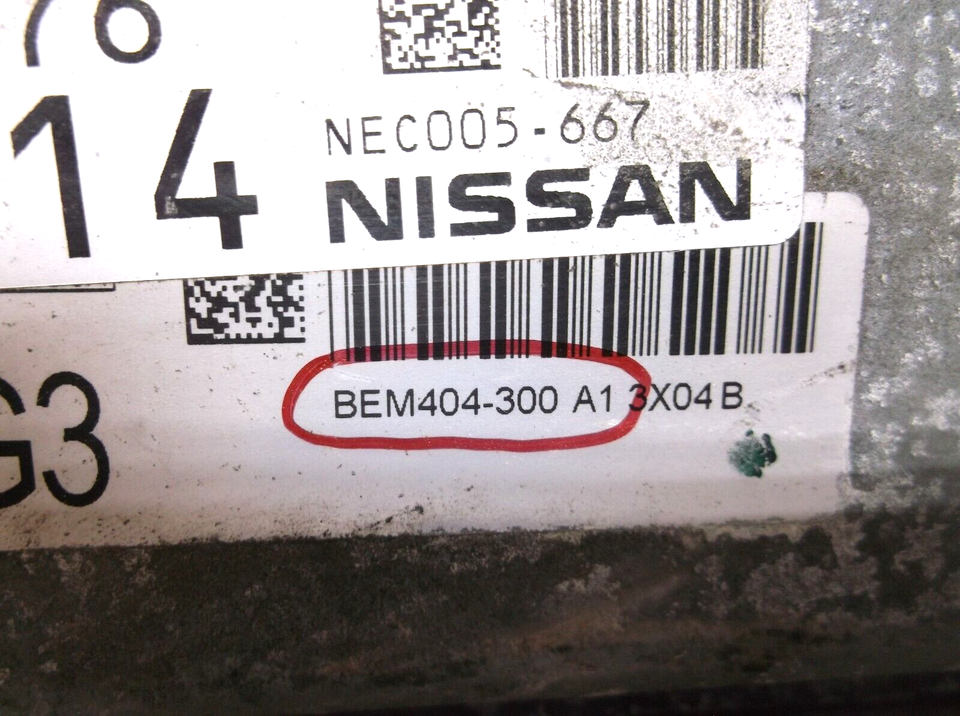 14
NEC005-667
NISSAN
BEM404-300 A1 3X04 B
G3